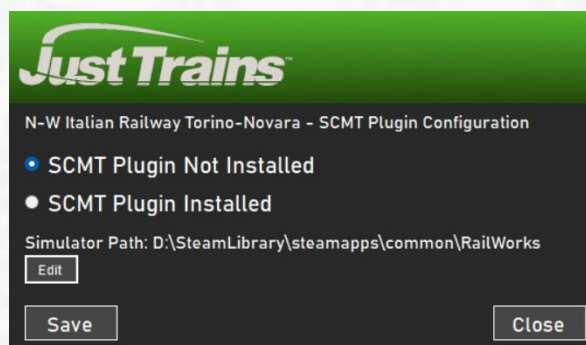 Just Trains™
N-W Italian Railway Torino-Novara - SCMT Plugin Configuration
SCMT Plugin Not Installed
SCMT Plugin Installed
Simulator Path: D:\SteamLibrary\steamapps\common\RailWorks
Edit
Save
Close